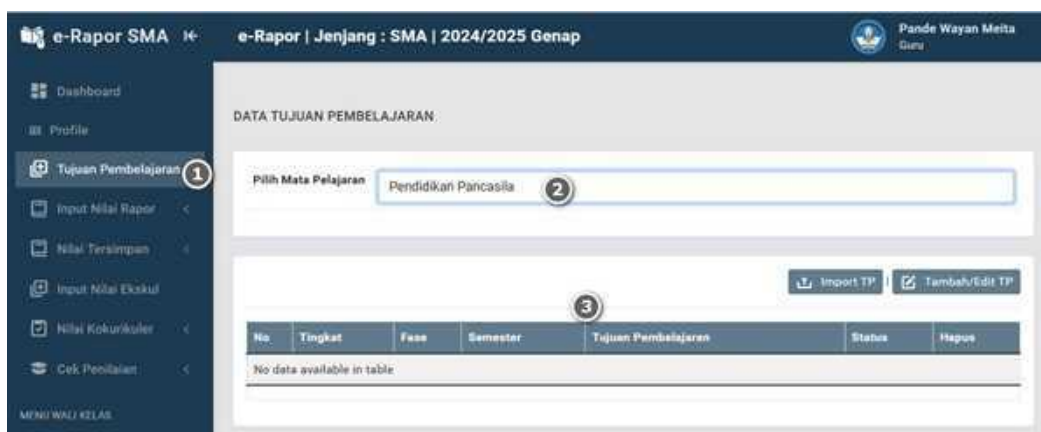 e-Rapor SMA
e-Rapor | Jenjang : SMA | 2024/2025 Genap
Pande Wayan Meita
Guru
Dashboard
Profile
Tujuan Pembelajaran
1
Input Nilai Rapor
Nilai Tersimpan
Input Nilai Ekskul
Nilai Kokurikuler
Cek Penilaian
MENU WALI KELAS
DATA TUJUAN PEMBELAJARAN
Pilih Mata Pelajaran
Pendidikan Pancasila
2
Import TP
Tambah/Edit TP
3
No Tingkat Fase Semester Tujuan Pembelajaran Status Hapus
No data available in table